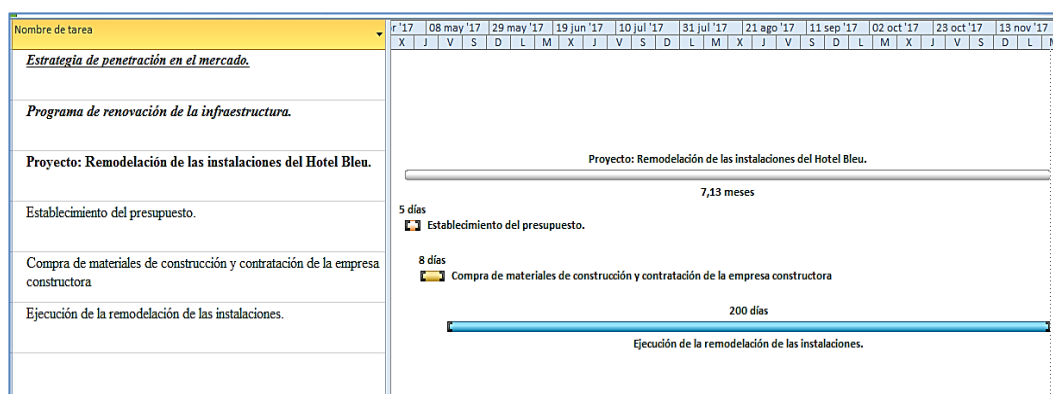 Nombre de tarea
r '17 08 may '17 29 may '17 19 jun '17 10 jul '17 31 jul '17 21 ago '17 11 sep '17 02 oct '17 23 oct '17 13 nov '17
X J V S D L M X J V S D L M X J V S D L M X J V S D L
Estrategia de penetración en el mercado.
Programa de renovación de la infraestructura.
Proyecto: Remodelación de las instalaciones del Hotel Bleu.
Proyecto: Remodelación de las instalaciones del Hotel Bleu.
7,13 meses
Establecimiento del presupuesto.
5 días
Establecimiento del presupuesto.
Compra de materiales de construcción y contratación de la empresa
constructora
8 días
Compra de materiales de construcción y contratación de la empresa constructora
Ejecución de la remodelación de las instalaciones.
200 días
Ejecución de la remodelación de las instalaciones.